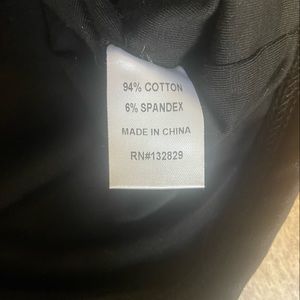 94% COTTON
6% SPANDEX
MADE IN CHINA
RN#132829